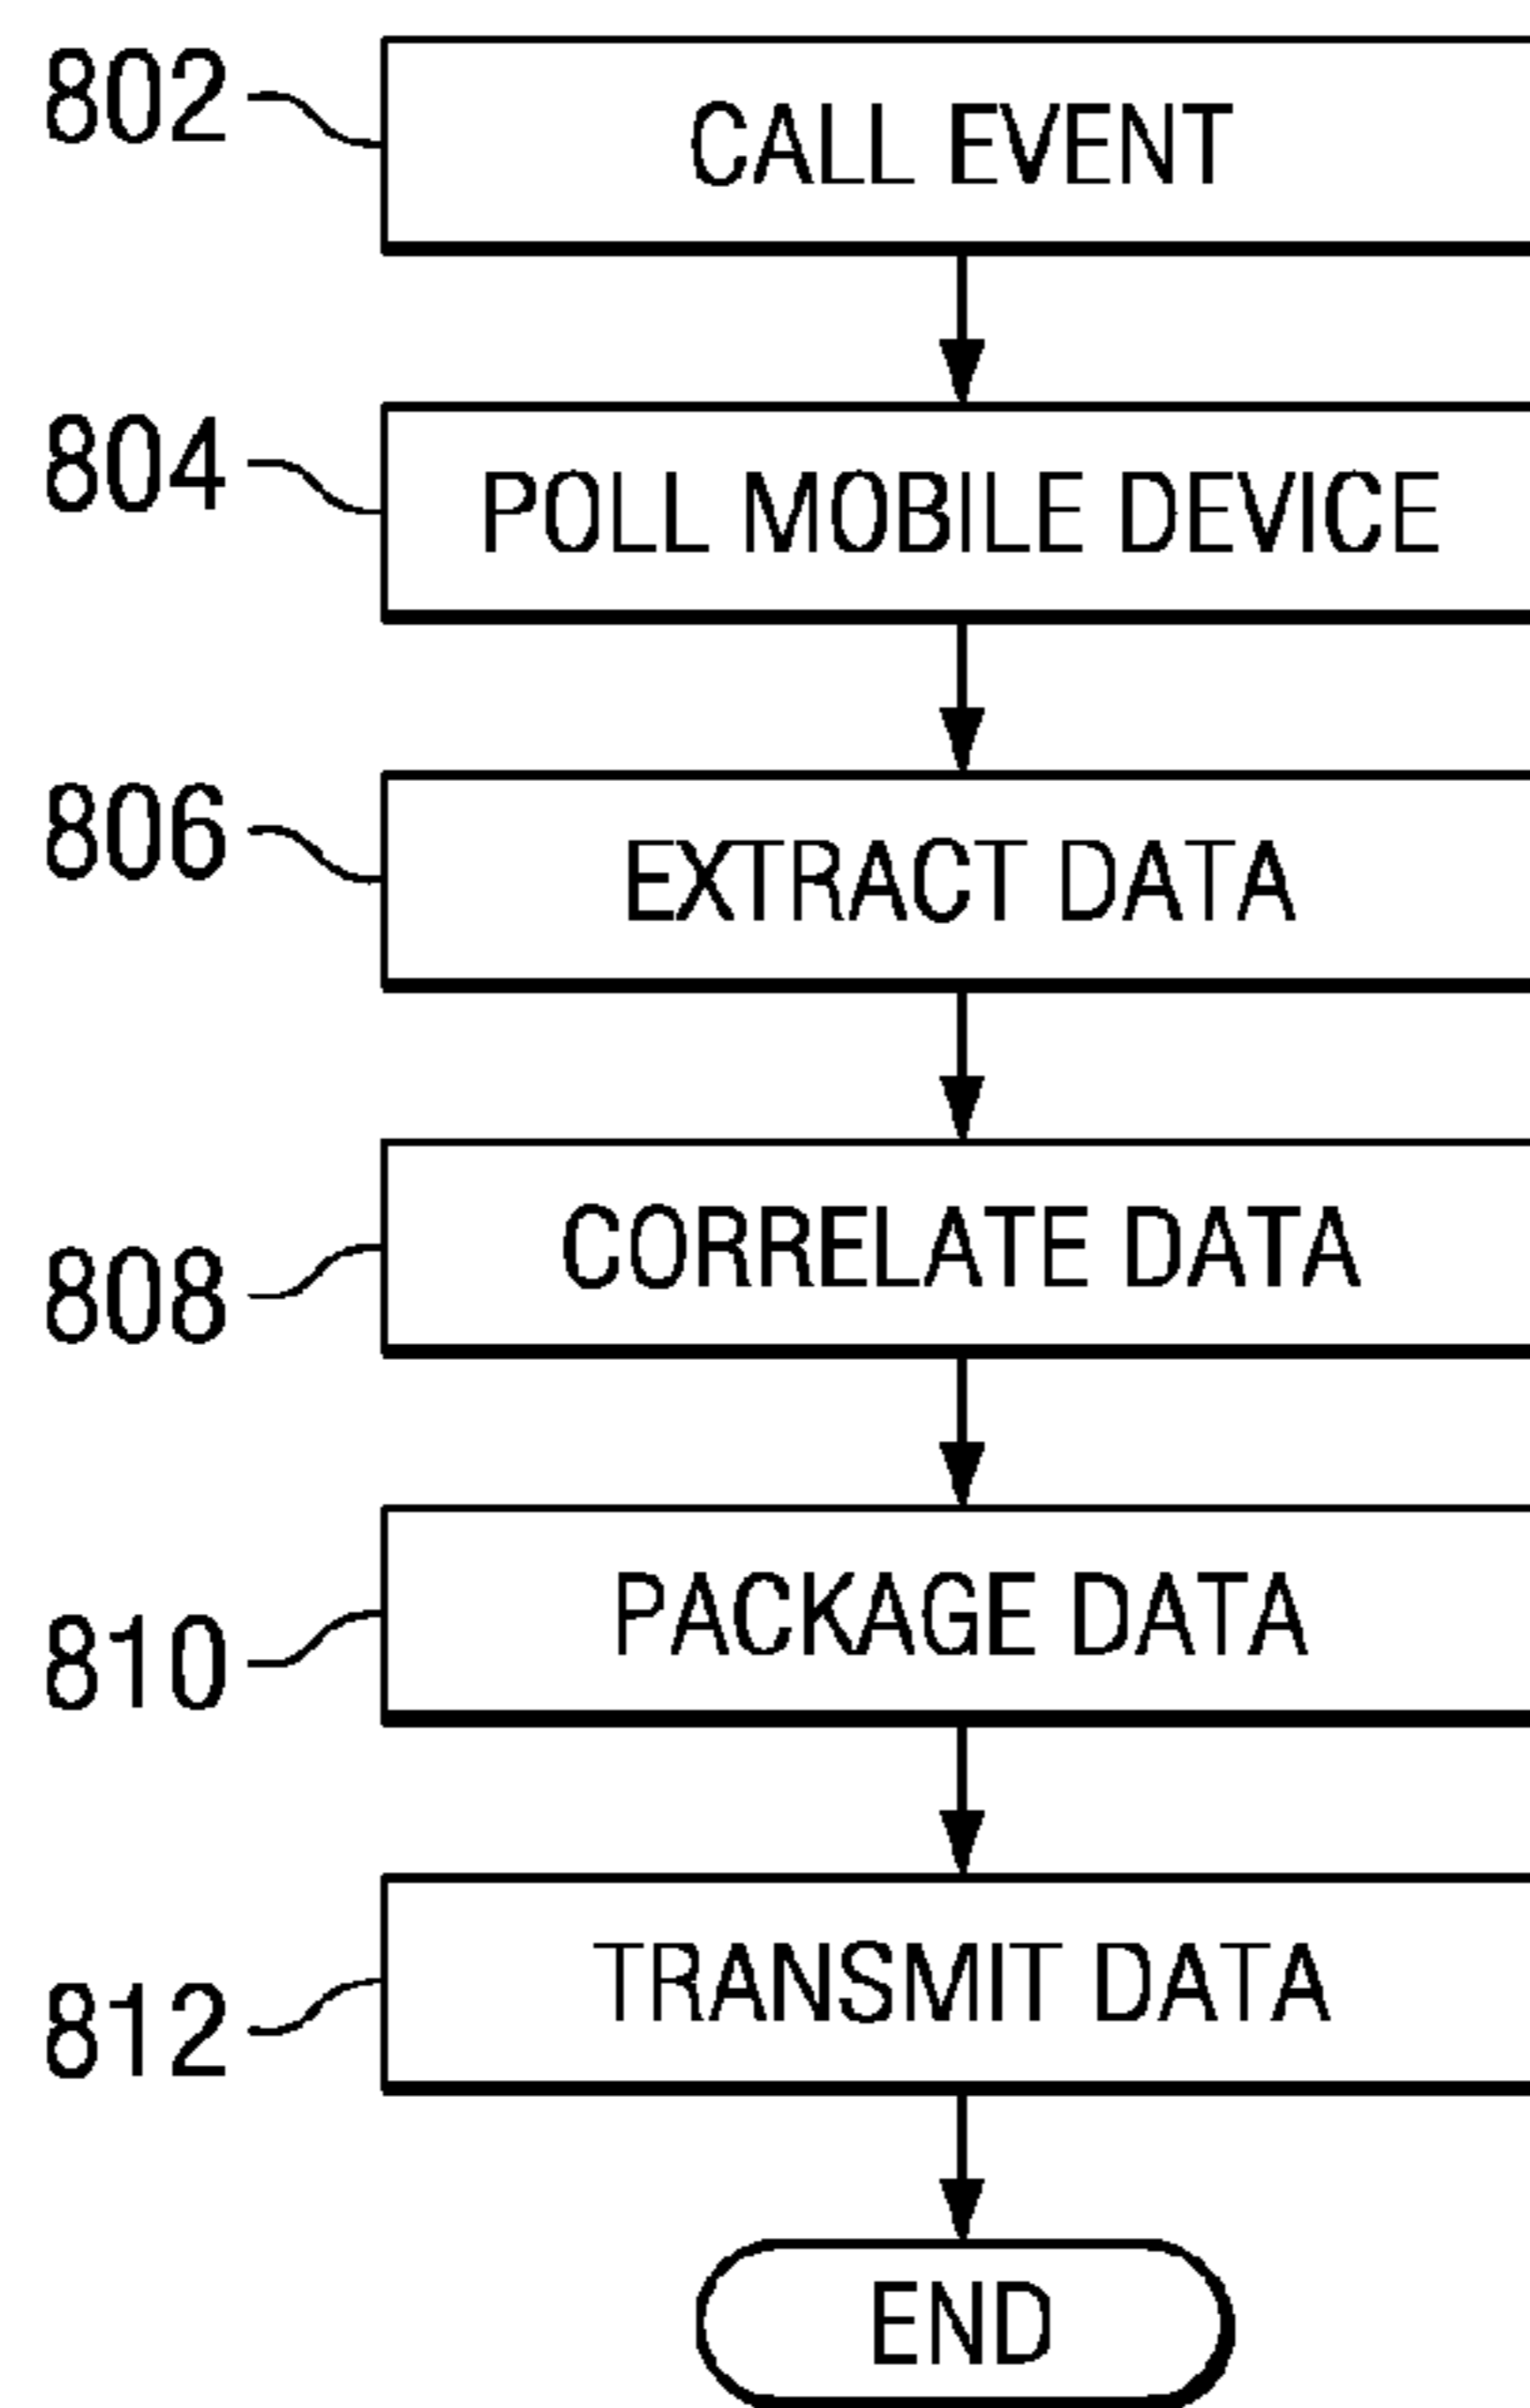 802
CALL EVENT
804
POLL MOBILE DEVICE
806
EXTRACT DATA
808
CORRELATE DATA
810
PACKAGE DATA
812
TRANSMIT DATA
END